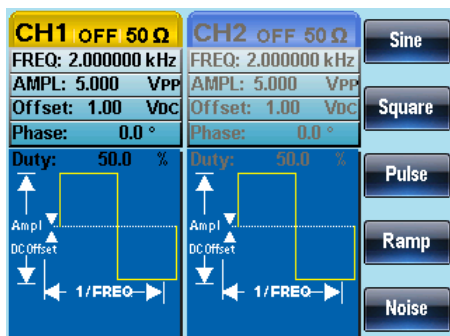 CH1 OFF 50 Ω
FREQ: 2.000000 kHz
AMPL: 5.000 VPP
Offset: 1.00 VDC
Phase: 0.0 °
Duty: 50.0 %
Ampl
DC Offset
1/FREQ
CH2 OFF 50 Ω
FREQ: 2.000000 kHz
AMPL: 5.000 VPP
Offset: 1.00 VDC
Phase: 0.0 °
Duty: 50.0 %
Ampl
DC Offset
1/FREQ
Sine
Square
Pulse
Ramp
Noise